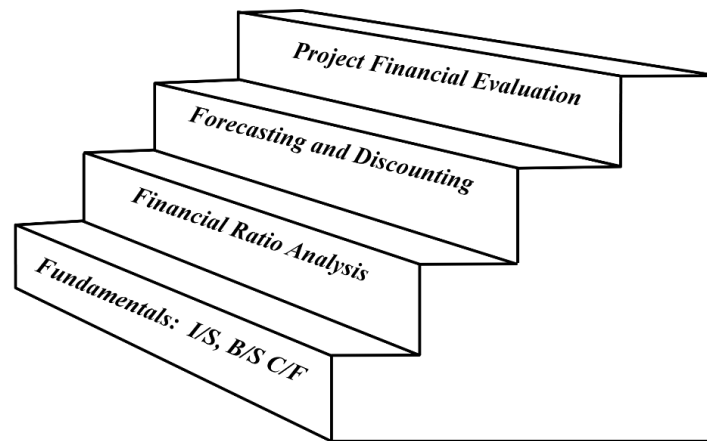 Project Financial Evaluation
Forecasting and Discounting
Financial Ratio Analysis
Fundamentals: I/S, B/S C/F